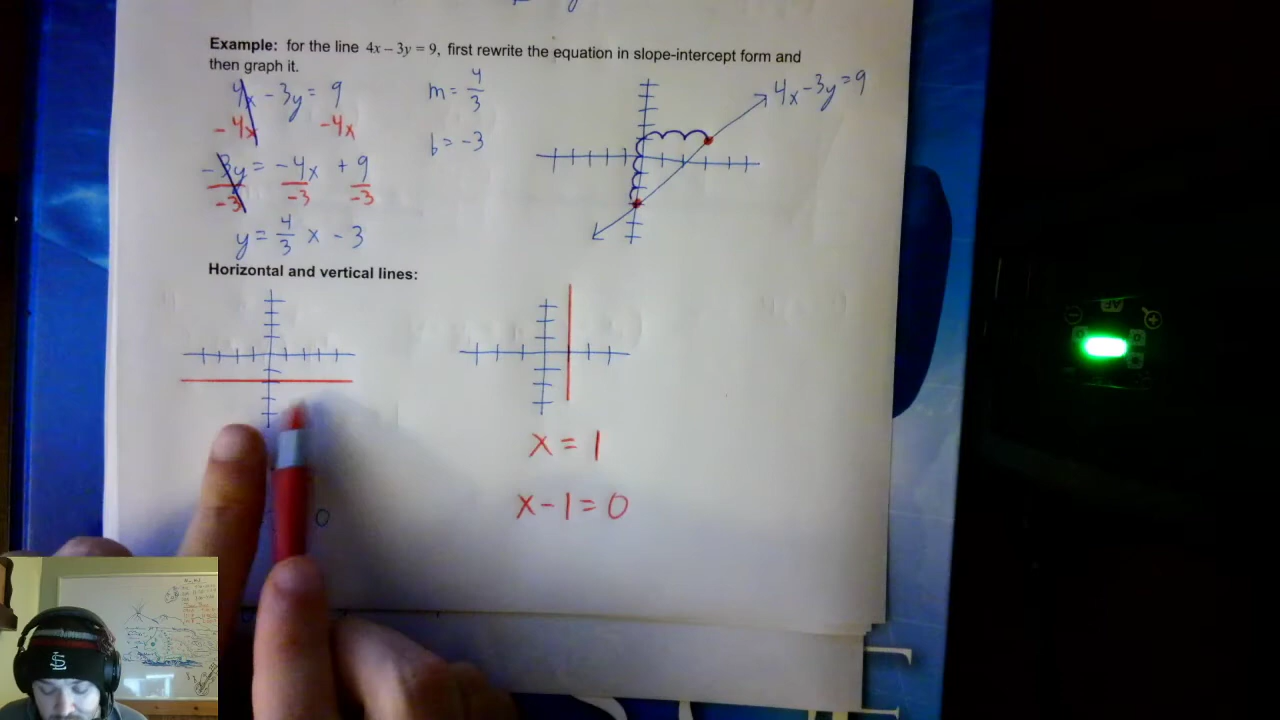 Example: for the line 4x – 3y = 9, first rewrite the equation in slope-intercept form and
then graph it.
4x - 3y = 9
-4x -4x
-3y = -4x + 9
-3 -3 -3
y = 4/3 x - 3
m = 4/3
b = -3
4x-3y=9
Horizontal and vertical lines:
x = 1
x-1=0
0